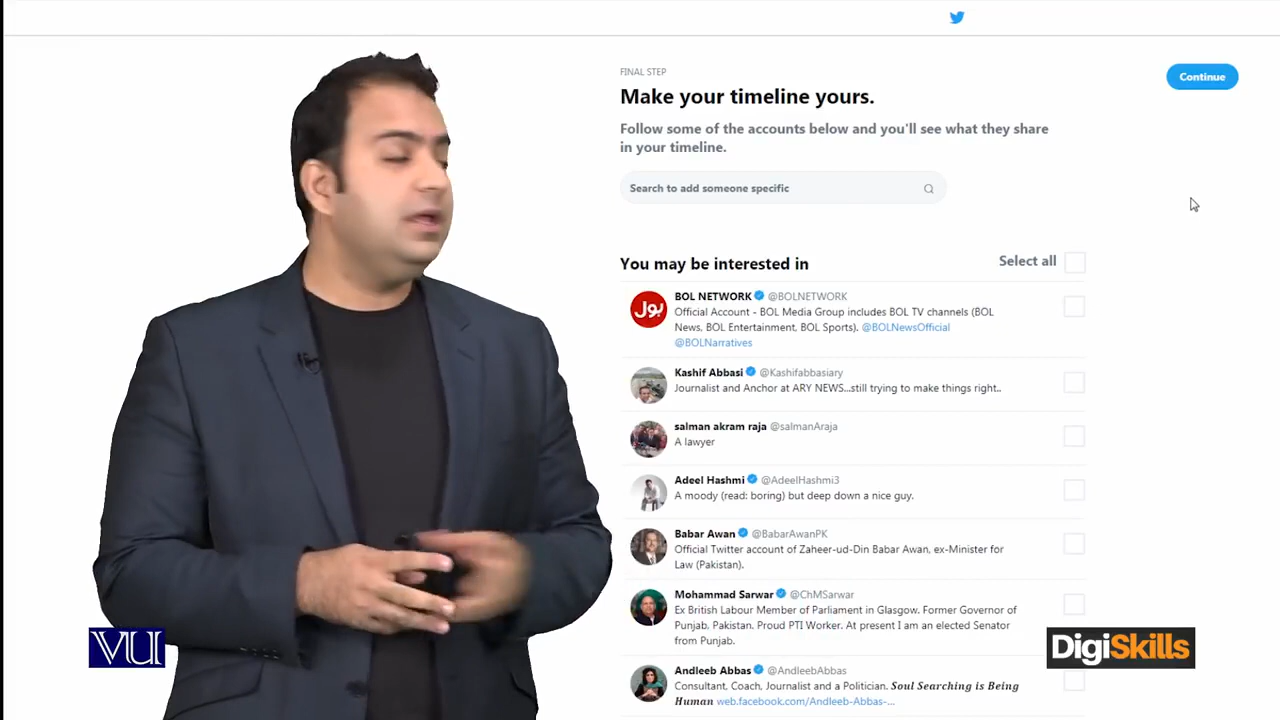 FINAL STEP
Continue
Make your timeline yours.
Follow some of the accounts below and you'll see what they share
in your timeline.
Search to add someone specific
You may be interested in
Select all
بول
BOL NETWORK @BOLNETWORK
Official Account - BOL Media Group includes BOL TV channels (BOL
News, BOL Entertainment, BOL Sports). @BOLNewsOfficial
@BOLNarratives
Kashif Abbasi @Kashifabbasiary
Journalist and Anchor at ARY NEWS...still trying to make things right..
salman akram raja @salmanAraja
A lawyer
Adeel Hashmi @AdeelHashmi3
A moody (read: boring) but deep down a nice guy.
Babar Awan @BabarAwanPK
Official Twitter account of Zaheer-ud-Din Babar Awan, ex-Minister for
Law (Pakistan).
Mohammad Sarwar @ChMSarwar
Ex British Labour Member of Parliament in Glasgow. Former Governor of
Punjab, Pakistan. Proud PTI Worker. At present I am an elected Senator
from Punjab.
Andleeb Abbas @AndleebAbbas
Consultant, Coach, Journalist and a Politician. Soul Searching is Being
Human web.facebook.com/Andleeb-Abbas-...
VU
DigiSkills